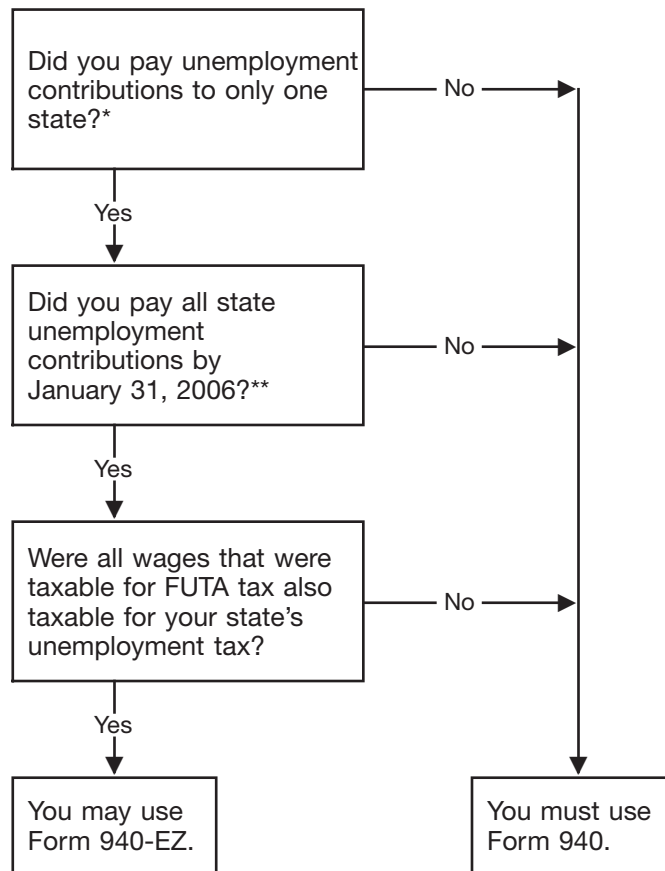 Did you pay unemployment
contributions to only one
state?*
No
Yes
Did you pay all state
unemployment
contributions by
January 31, 2006?**
No
Yes
Were all wages that were
taxable for FUTA tax also
taxable for your state's
unemployment tax?
No
Yes
You may use
Form 940-EZ.
You must use
Form 940.